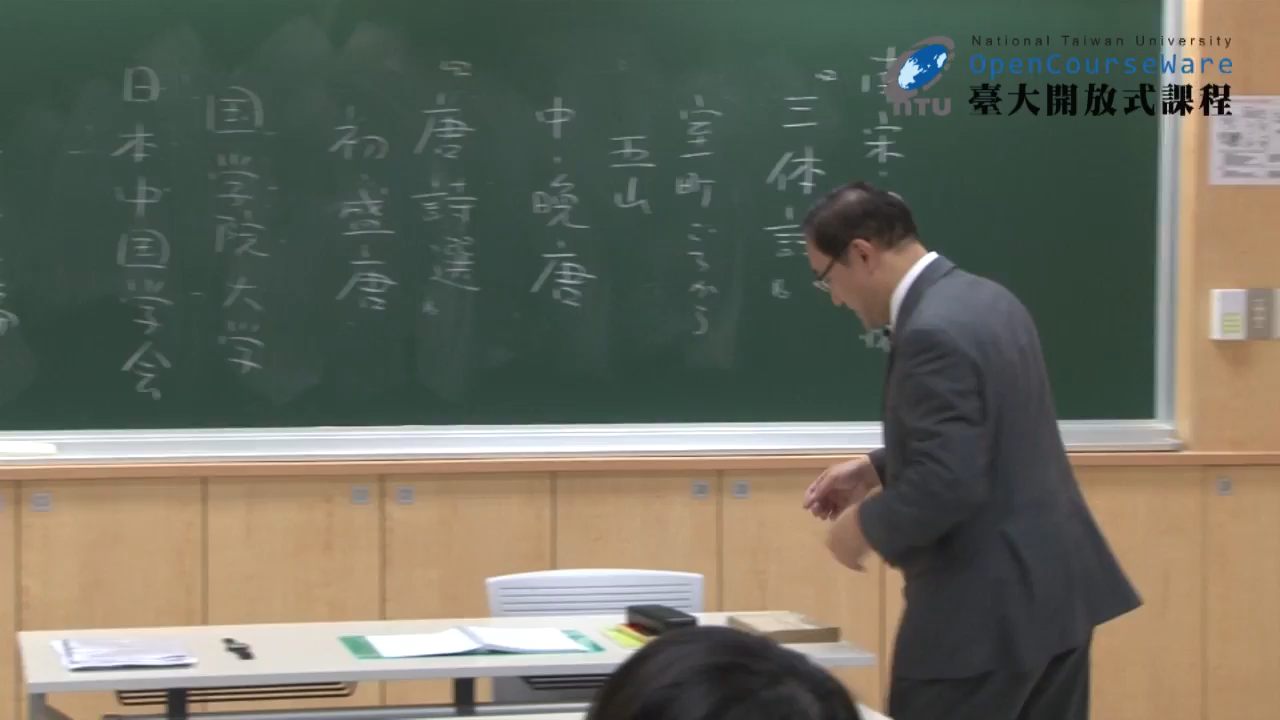 National Taiwan University
OpenCourseWare
臺大開放式課程
NTU
南宋
『三体詩』
室町ごろから
五山
中・晩唐
『唐詩選』
初盛唐
国学院大学
日本中国学会